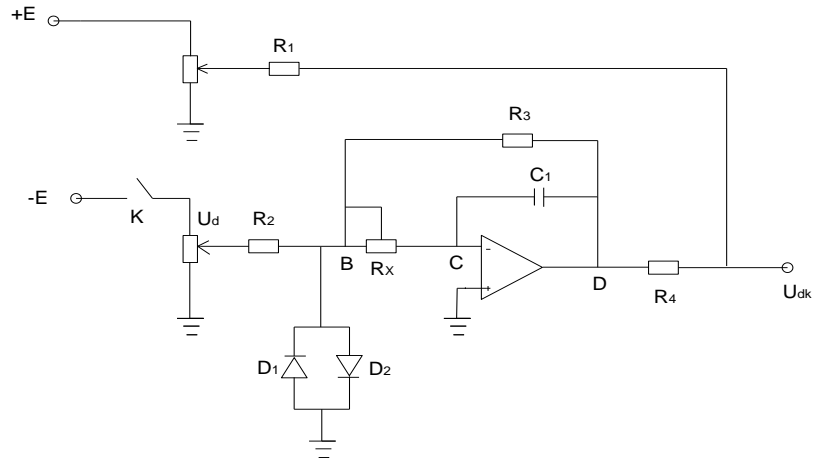 +E
R1
R3
C1
-E
K
Ud
R2
B
RX
C
-
+
D
R4
Udk
D1
D2